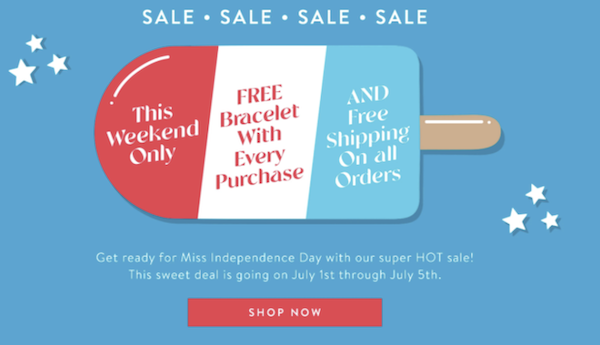 SALE • SALE • SALE • SALE
This
Weekend
Only
FREE
Bracelet
With
Every
Purchase
AND
Free
Shipping
On all
Orders
Get ready for Miss Independence Day with our super HOT sale!
This sweet deal is going on July 1st through July 5th.
SHOP NOW